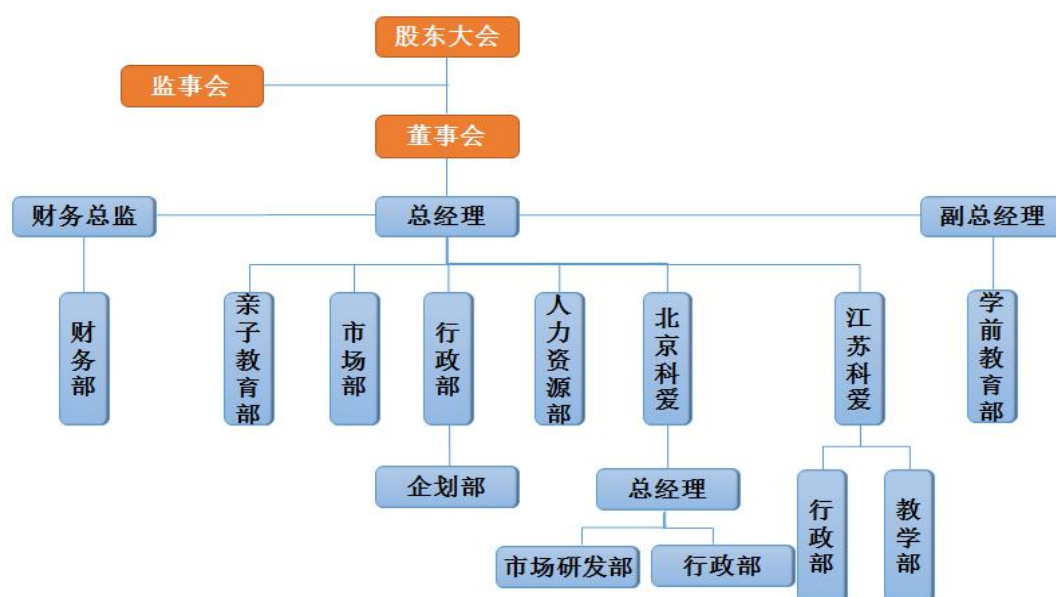 股东大会
监事会
董事会
财务总监
总经理
副总经理
财务部
亲子教育部
市场部
行政部
人力资源部
北京科爱
江苏科爱
学前教育部
企划部
总经理
行政部
教学部
市场研发部
行政部